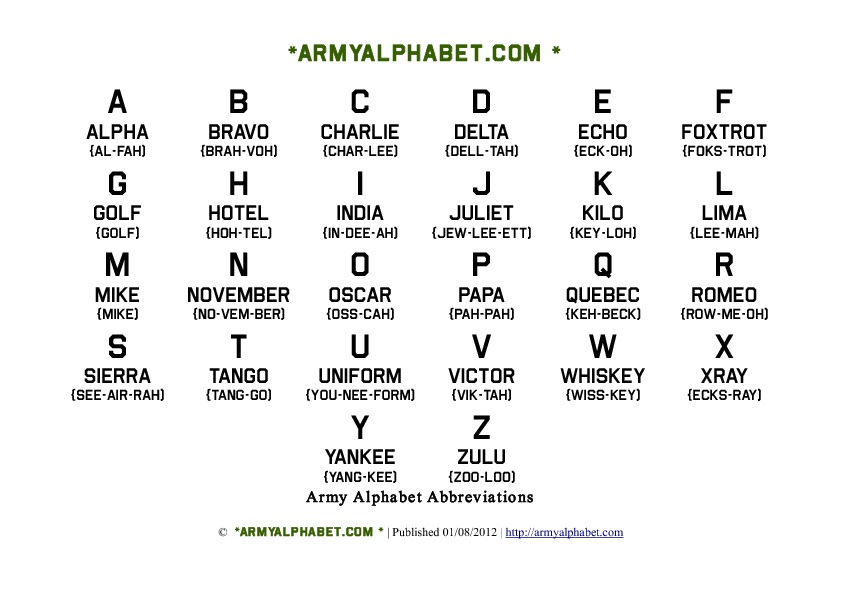 *ARMYALPHABET.COM *
A B C D E F
ALPHA BRAVO CHARLIE DELTA ECHO FOXTROT
{AL-FAH} {BRAH-VOH} {CHAR-LEE} {DELL-TAH} {ECK-OH} {FOKS-TROT}
G H I J K L
GOLF HOTEL INDIA JULIET KILO LIMA
{GOLF} {HOH-TEL} {IN-DEE-AH} {JEW-LEE-ETT} {KEY-LOH} {LEE-MAH}
M N O P Q R
MIKE NOVEMBER OSCAR PAPA QUEBEC ROMEO
{MIKE} {NO-VEM-BER} {OSS-CAH} {PAH-PAH} {KEH-BECK} {ROW-ME-OH}
S T U V W X
SIERRA TANGO UNIFORM VICTOR WHISKEY XRAY
{SEE-AIR-RAH} {TANG-GO} {YOU-NEE-FORM} {VIK-TAH} {WISS-KEY} {ECKS-RAY}
Y Z
YANKEE ZULU
{YANG-KEE} {ZOO-LOO}
Army Alphabet Abbreviations
© *ARMYALPHABET.COM * | Published 01/08/2012 | http://armyalphabet.com